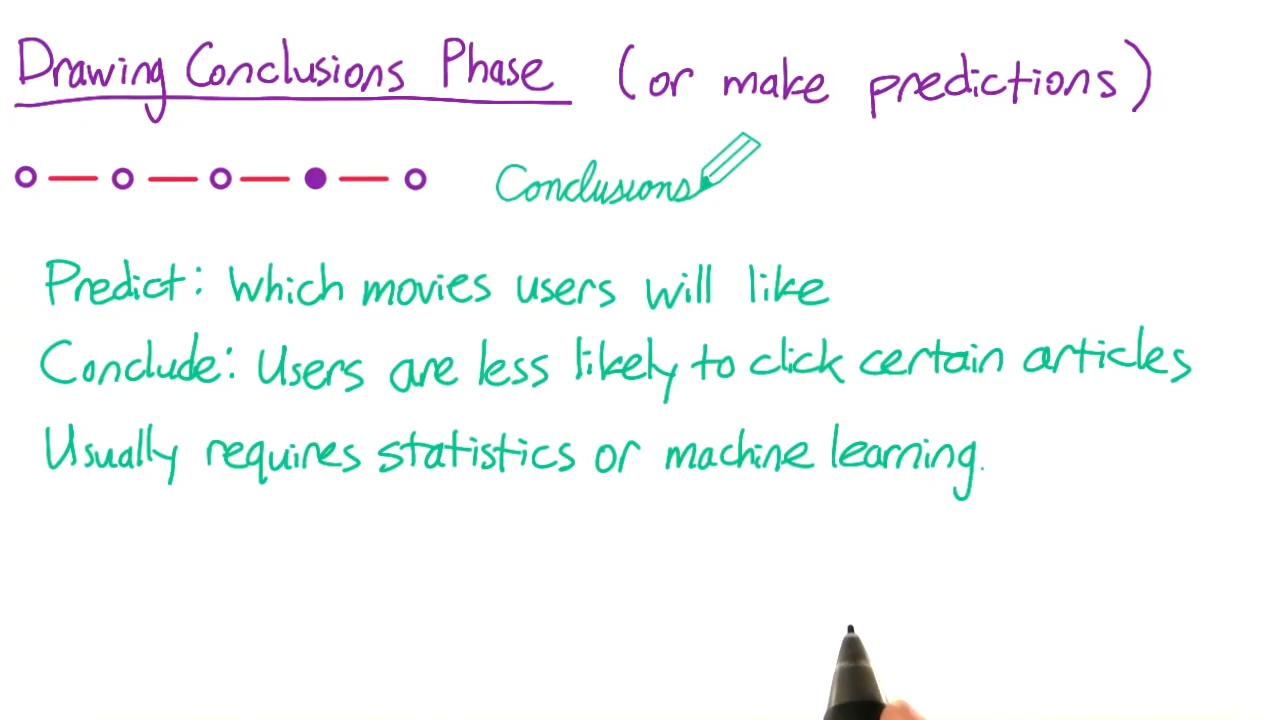 Drawing Conclusions Phase (or make predictions)
Conclusions
Predict: Which movies users will like
Conclude: Users are less likely to click certain articles
Usually requires statistics or machine learning.